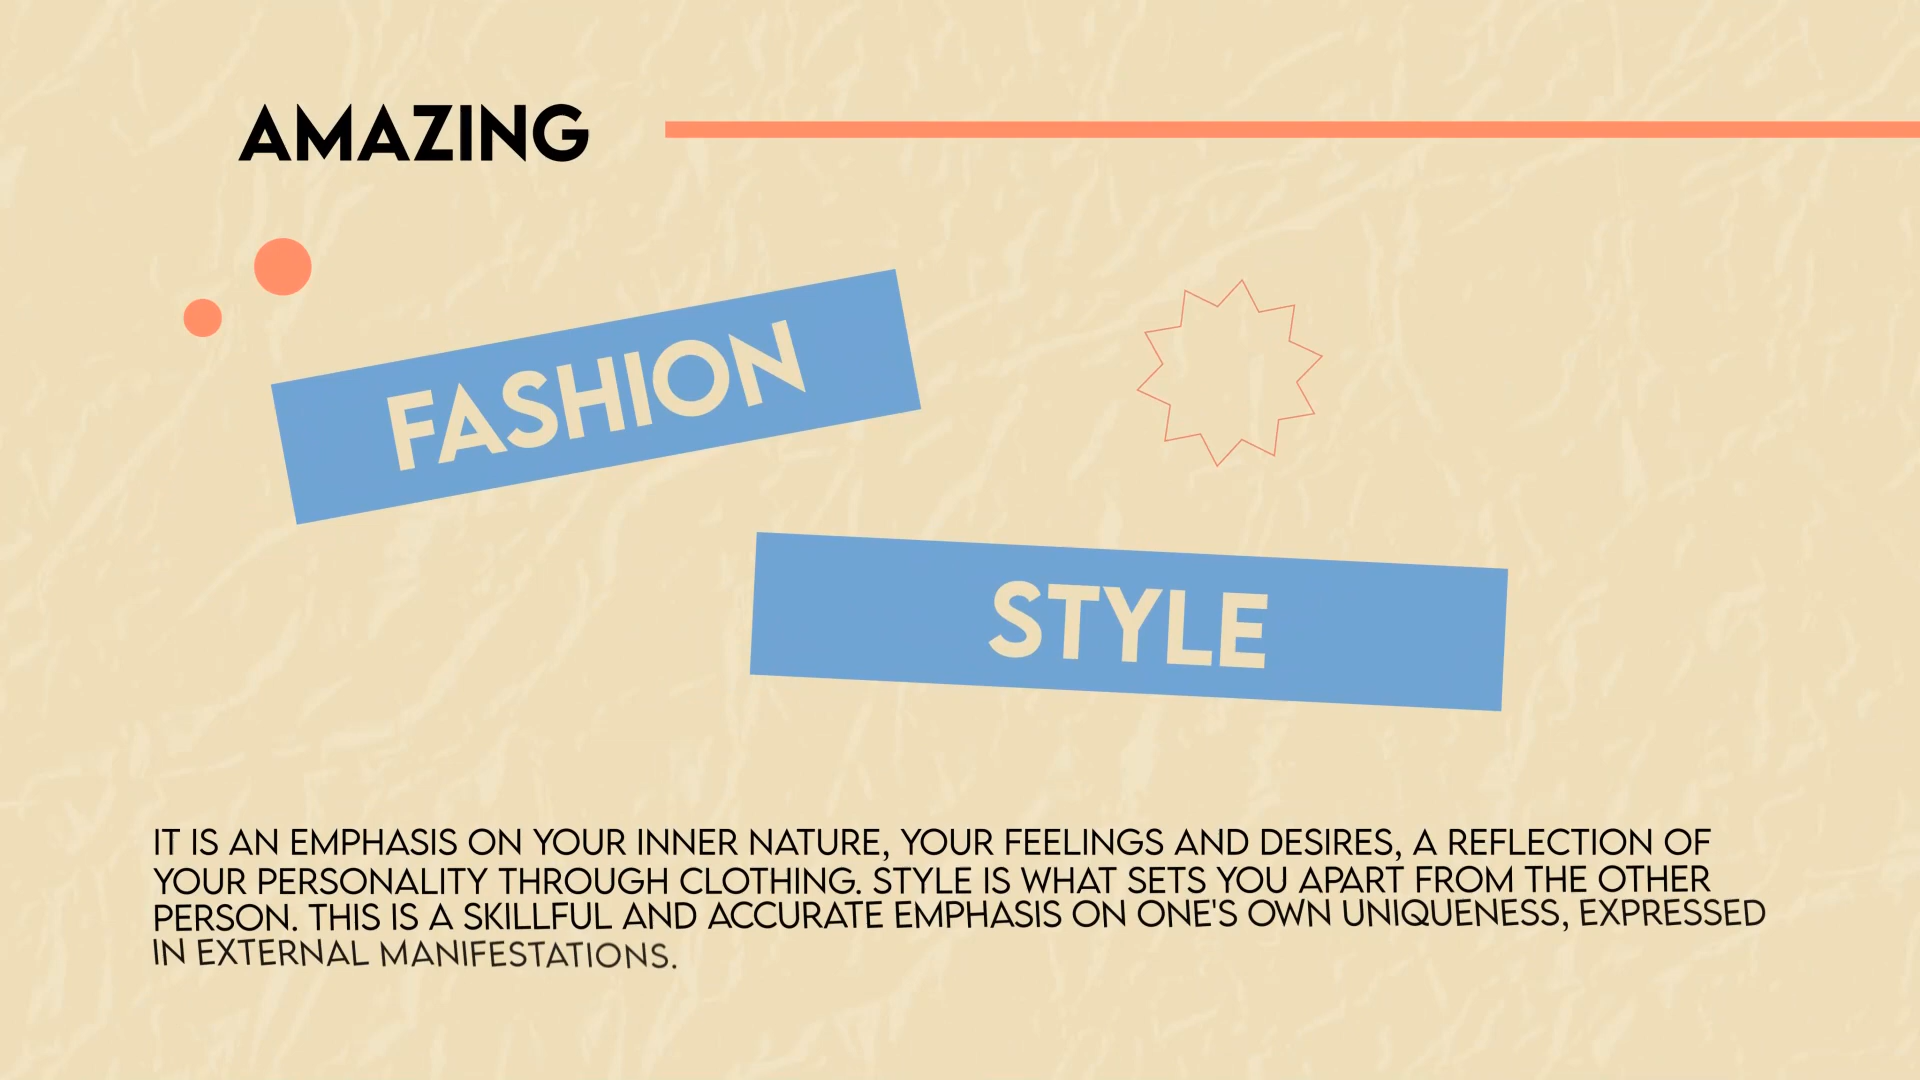 AMAZING
FASHION
STYLE
IT IS AN EMPHASIS ON YOUR INNER NATURE, YOUR FEELINGS AND DESIRES, A REFLECTION OF
YOUR PERSONALITY THROUGH CLOTHING. STYLE IS WHAT SETS YOU APART FROM THE OTHER
PERSON. THIS IS A SKILLFUL AND ACCURATE EMPHASIS ON ONE'S OWN UNIQUENESS, EXPRESSED
IN EXTERNAL MANIFESTATIONS.